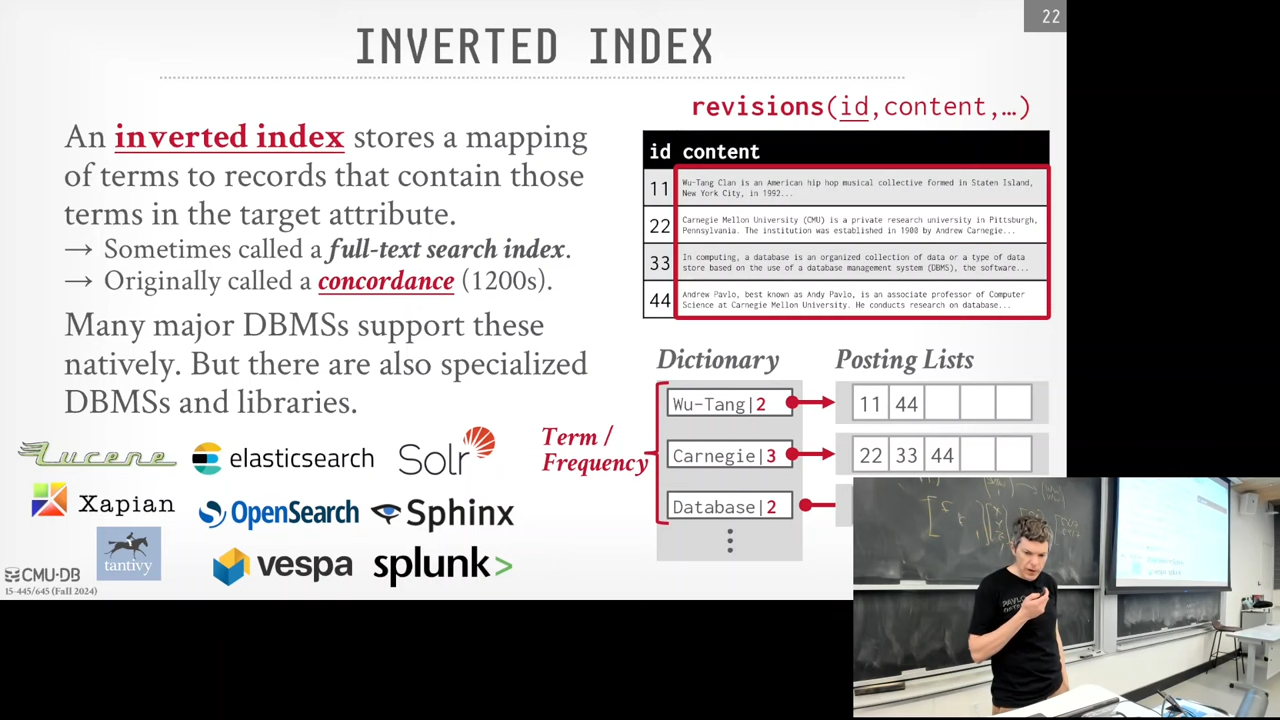 22
INVERTED INDEX
An inverted index stores a mapping
of terms to records that contain those
terms in the target attribute.
→ Sometimes called a full-text search index.
→ Originally called a concordance (1200s).
Many major DBMSs support these
natively. But there are also specialized
DBMSs and libraries.
Lucene elasticsearch Solr
Xapian OpenSearch Sphinx
tantivy vespa splunk>
CMU·DB
15-445/645 (Fall 2024)
revisions(id,content,…)
id content
11 Wu-Tang Clan is an American hip hop musical collective formed in Staten Island,
New York City, in 1992...
22 Carnegie Mellon University (CMU) is a private research university in Pittsburgh,
Pennsylvania. The institution was established in 1900 by Andrew Carnegie...
33 In computing, a database is an organized collection of data or a type of data
store based on the use of a database management system (DBMS), the software...
44 Andrew Pavlo, best known as Andy Pavlo, is an associate professor of Computer
Science at Carnegie Mellon University. He conducts research on database...
Dictionary Posting Lists
Term /
Frequency
Wu-Tang|2 11 44
Carnegie|3 22 33 44
Database|2